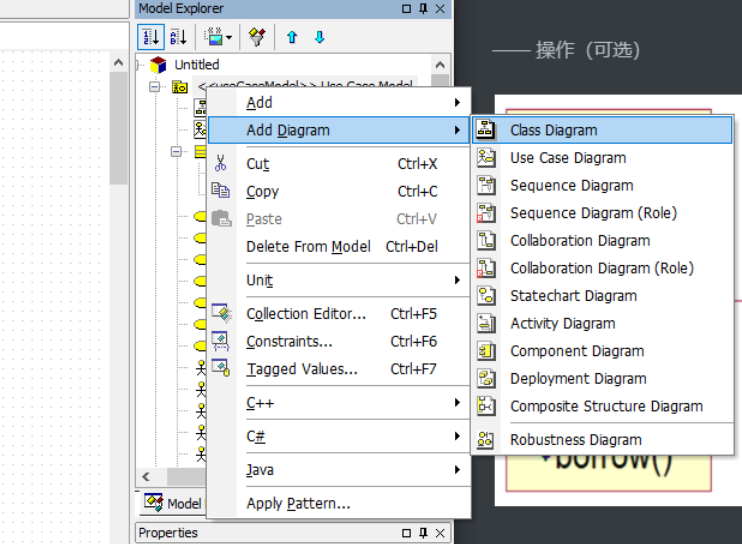 Model Explorer
Untitled
<<useCaseModel>> Use Case Model
Add
Add Diagram
Cut Ctrl+X
Copy Ctrl+C
Paste Ctrl+V
Delete From Model Ctrl+Del
Unit
Collection Editor... Ctrl+F5
Constraints... Ctrl+F6
Tagged Values... Ctrl+F7
C++
C#
Java
Apply Pattern...
Class Diagram
Use Case Diagram
Sequence Diagram
Sequence Diagram (Role)
Collaboration Diagram
Collaboration Diagram (Role)
Statechart Diagram
Activity Diagram
Component Diagram
Deployment Diagram
Composite Structure Diagram
Robustness Diagram
Model
Properties
—— 操作（可选）
+borrow()